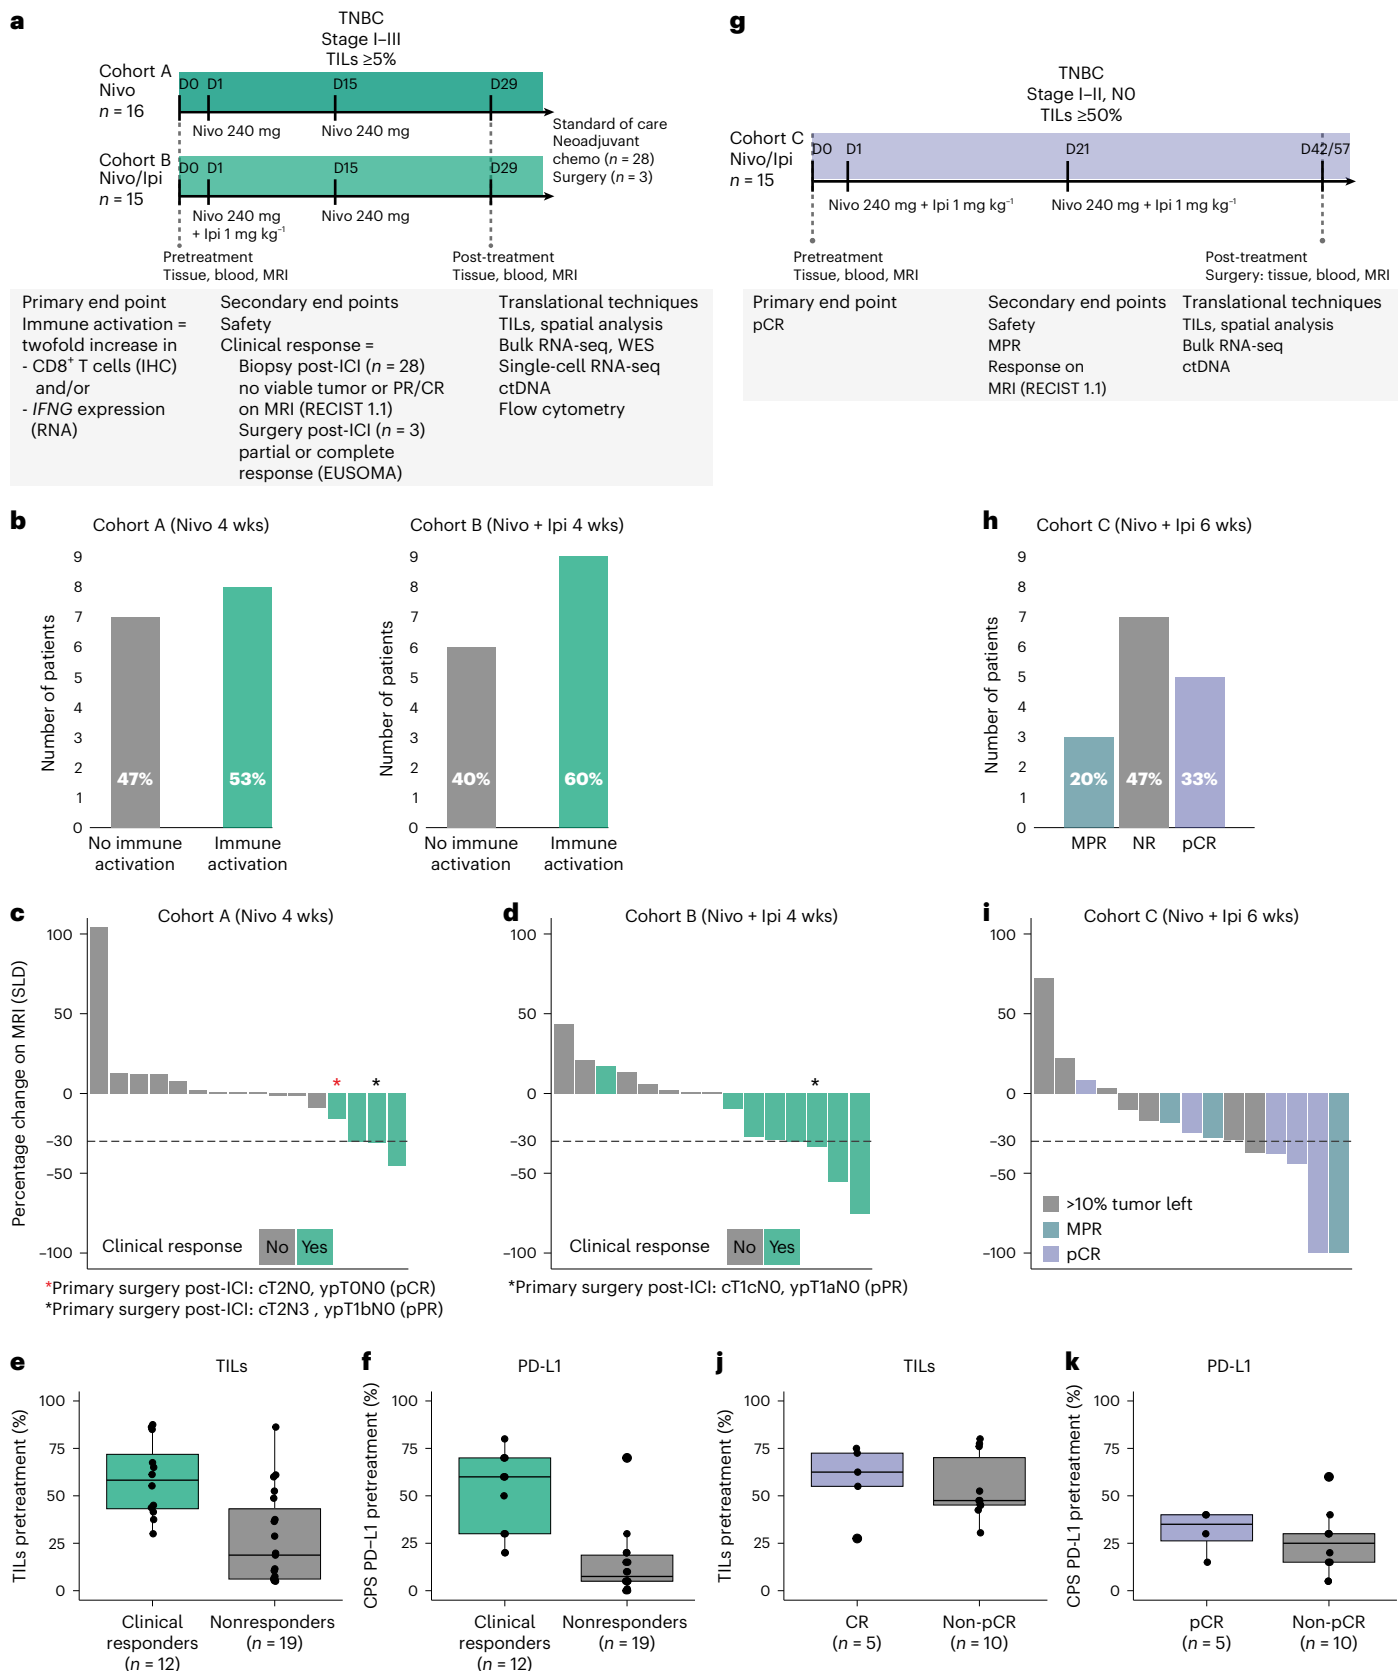 a
TNBC
Stage I–III
TILs ≥5%
Cohort A
Nivo
n = 16
D0 D1 D15 D29
Nivo 240 mg Nivo 240 mg
Cohort B
Nivo/Ipi
n = 15
D0 D1 D15 D29
Nivo 240 mg
+ Ipi 1 mg kg⁻¹
Nivo 240 mg
Standard of care
Neoadjuvant
chemo (n = 28)
Surgery (n = 3)
Pretreatment
Tissue, blood, MRI
Post-treatment
Tissue, blood, MRI
Primary end point
Immune activation =
twofold increase in
- CD8⁺ T cells (IHC)
and/or
- IFNG expression
(RNA)
Secondary end points
Safety
Clinical response =
Biopsy post-ICI (n = 28)
no viable tumor or PR/CR
on MRI (RECIST 1.1)
Surgery post-ICI (n = 3)
partial or complete
response (EUSOMA)
Translational techniques
TILs, spatial analysis
Bulk RNA-seq, WES
Single-cell RNA-seq
ctDNA
Flow cytometry
g
TNBC
Stage I–II, N0
TILs ≥50%
Cohort C
Nivo/Ipi
n = 15
D0 D1 D21 D42/57
Nivo 240 mg + Ipi 1 mg kg⁻¹ Nivo 240 mg + Ipi 1 mg kg⁻¹
Pretreatment
Tissue, blood, MRI
Post-treatment
Surgery: tissue, blood, MRI
Primary end point
pCR
Secondary end points
Safety
MPR
Response on
MRI (RECIST 1.1)
Translational techniques
TILs, spatial analysis
Bulk RNA-seq
ctDNA
b
Cohort A (Nivo 4 wks)
Number of patients
9
8
7
6
5
4
3
2
1
0
47% 53%
No immune
activation
Immune
activation
Cohort B (Nivo + Ipi 4 wks)
Number of patients
9
8
7
6
5
4
3
2
1
0
40% 60%
No immune
activation
Immune
activation
h
Cohort C (Nivo + Ipi 6 wks)
Number of patients
9
8
7
6
5
4
3
2
1
0
20% 47% 33%
MPR NR pCR
c
Cohort A (Nivo 4 wks)
Percentage change on MRI (SLD)
100
50
0
–30
–50
–100
* *
Clinical response No Yes
*Primary surgery post-ICI: cT2N0, ypT0N0 (pCR)
*Primary surgery post-ICI: cT2N3 , ypT1bN0 (pPR)
d
Cohort B (Nivo + Ipi 4 wks)
100
50
0
–30
–50
–100
*
Clinical response No Yes
*Primary surgery post-ICI: cT1cN0, ypT1aN0 (pPR)
i
Cohort C (Nivo + Ipi 6 wks)
100
50
0
–30
–50
–100
>10% tumor left
MPR
pCR
e
TILs
TILs pretreatment (%)
100
75
50
25
0
Clinical
responders
(n = 12)
Nonresponders
(n = 19)
f
PD-L1
CPS PD–L1 pretreatment (%)
100
75
50
25
0
Clinical
responders
(n = 12)
Nonresponders
(n = 19)
j
TILs
TILs pretreatment (%)
100
75
50
25
0
CR
(n = 5)
Non-pCR
(n = 10)
k
PD-L1
CPS PD-L1 pretreatment (%)
100
75
50
25
0
pCR
(n = 5)
Non-pCR
(n = 10)